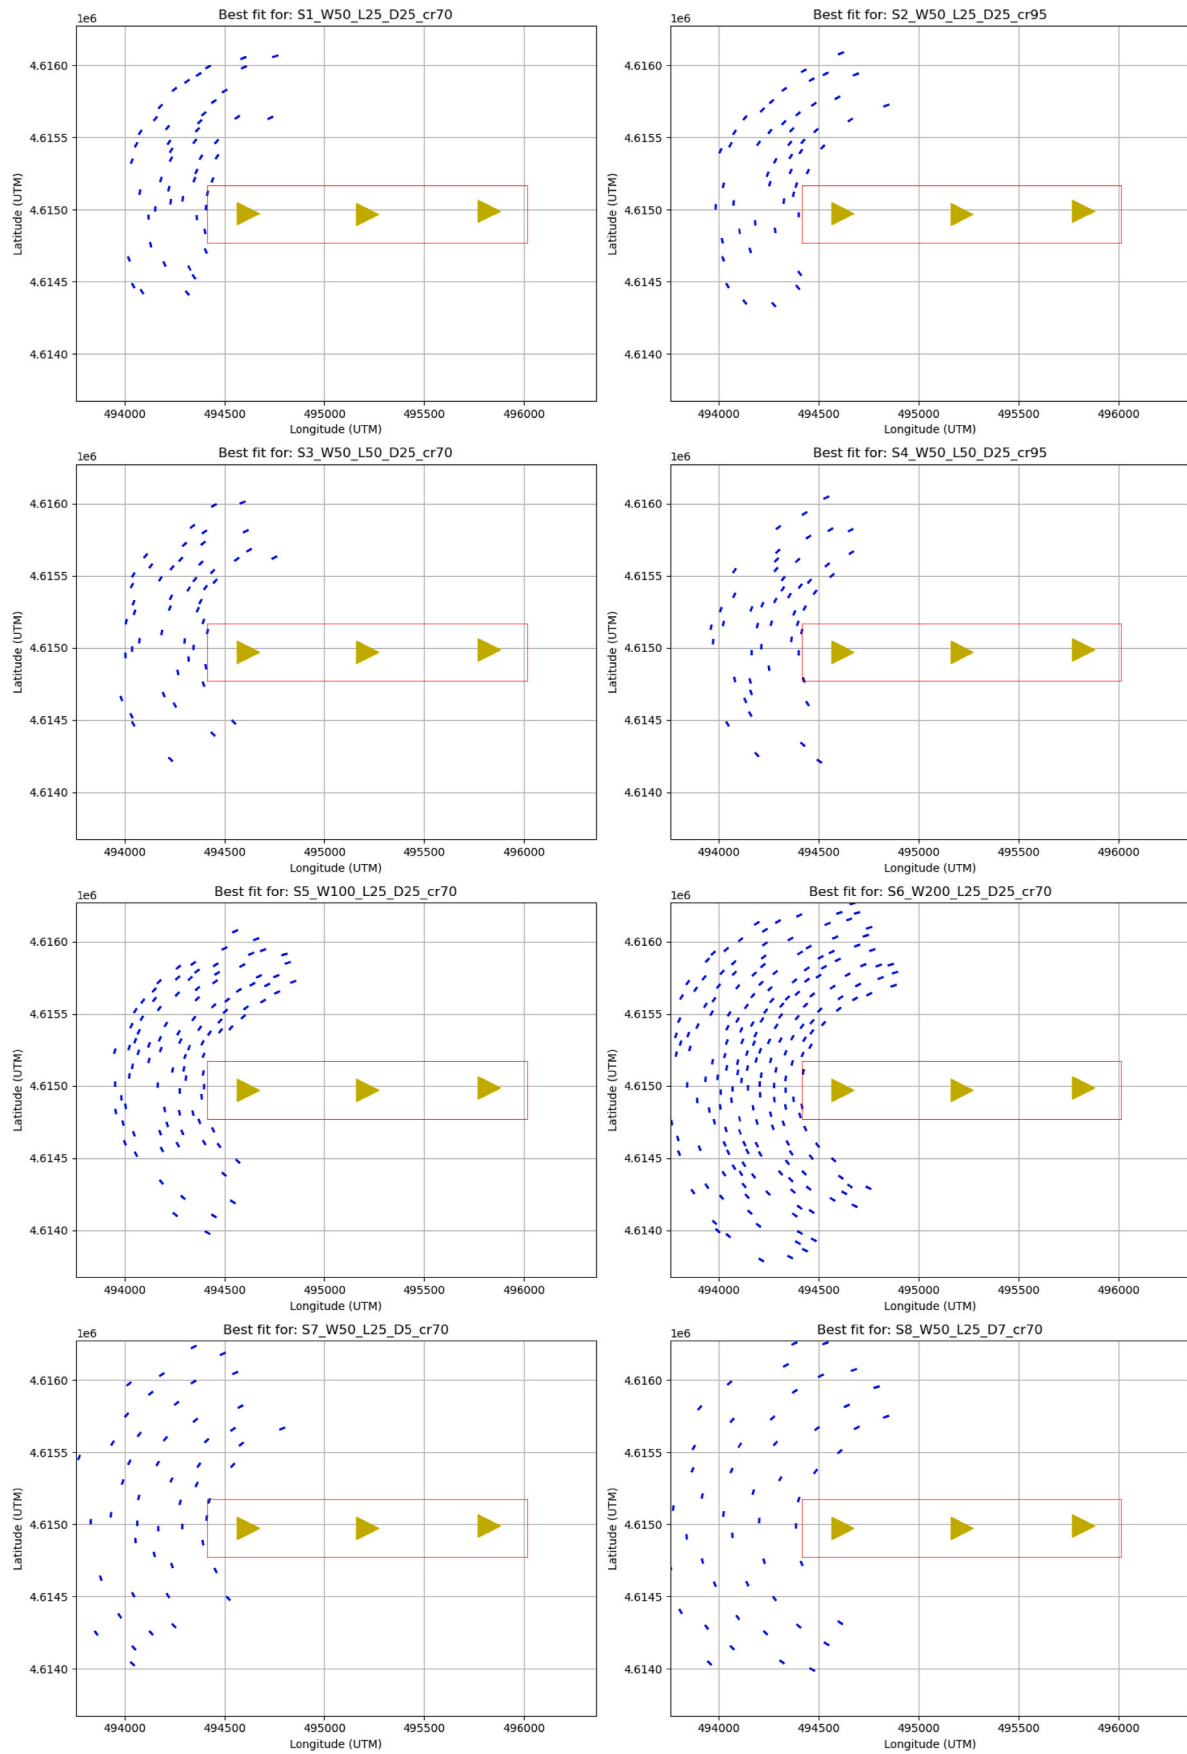 Best fit for: S1_W50_L25_D25_cr70
1e6
4.6160
4.6155
4.6150
4.6145
4.6140
Latitude (UTM)
494000 494500 495000 495500 496000
Longitude (UTM)
Best fit for: S2_W50_L25_D25_cr95
1e6
4.6160
4.6155
4.6150
4.6145
4.6140
Latitude (UTM)
494000 494500 495000 495500 496000
Longitude (UTM)
Best fit for: S3_W50_L50_D25_cr70
1e6
4.6160
4.6155
4.6150
4.6145
4.6140
Latitude (UTM)
494000 494500 495000 495500 496000
Longitude (UTM)
Best fit for: S4_W50_L50_D25_cr95
1e6
4.6160
4.6155
4.6150
4.6145
4.6140
Latitude (UTM)
494000 494500 495000 495500 496000
Longitude (UTM)
Best fit for: S5_W100_L25_D25_cr70
1e6
4.6160
4.6155
4.6150
4.6145
4.6140
Latitude (UTM)
494000 494500 495000 495500 496000
Longitude (UTM)
Best fit for: S6_W200_L25_D25_cr70
1e6
4.6160
4.6155
4.6150
4.6145
4.6140
Latitude (UTM)
494000 494500 495000 495500 496000
Longitude (UTM)
Best fit for: S7_W50_L25_D5_cr70
1e6
4.6160
4.6155
4.6150
4.6145
4.6140
Latitude (UTM)
494000 494500 495000 495500 496000
Longitude (UTM)
Best fit for: S8_W50_L25_D7_cr70
1e6
4.6160
4.6155
4.6150
4.6145
4.6140
Latitude (UTM)
494000 494500 495000 495500 496000
Longitude (UTM)